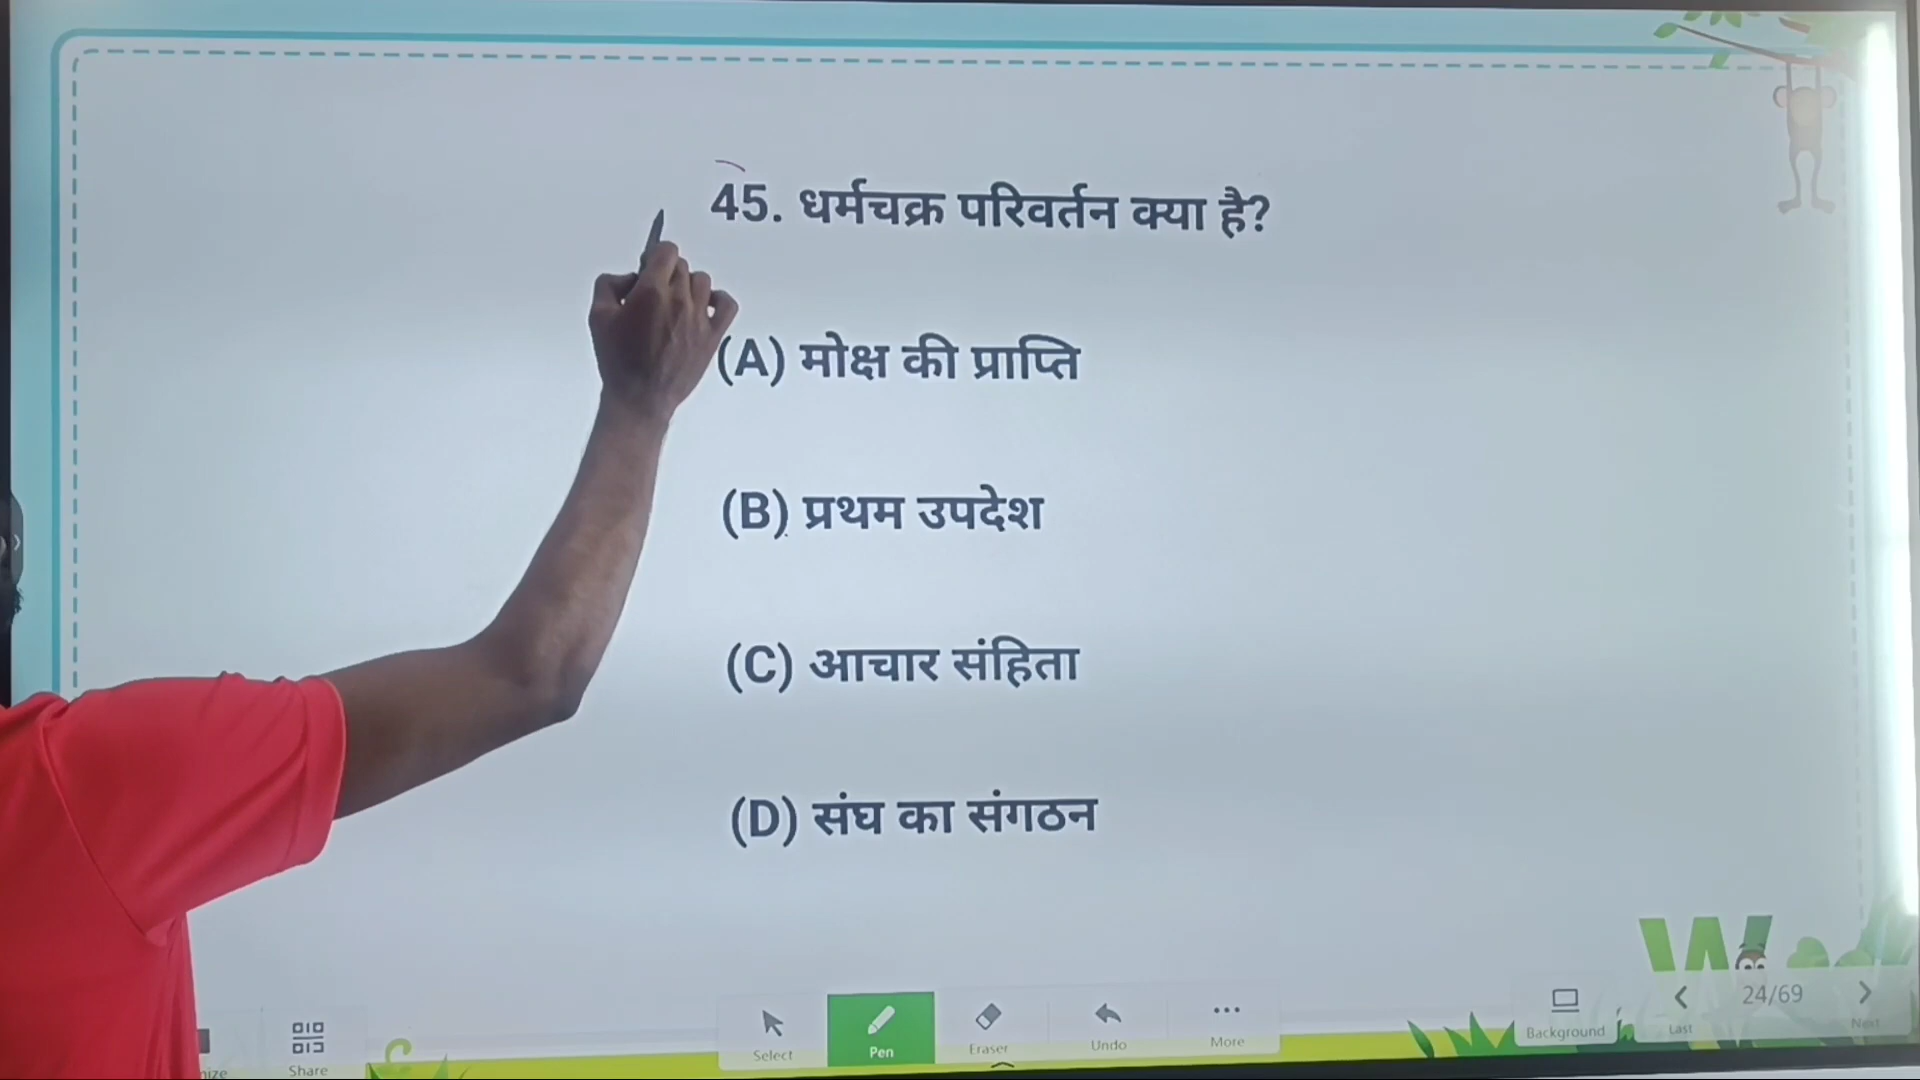 45. धर्मचक्र परिवर्तन क्या है?
(A) मोक्ष की प्राप्ति
(B) प्रथम उपदेश
(C) आचार संहिता
(D) संघ का संगठन
W
Share
Select
Pen
Eraser
Undo
More
Background
Last
24/69
Next